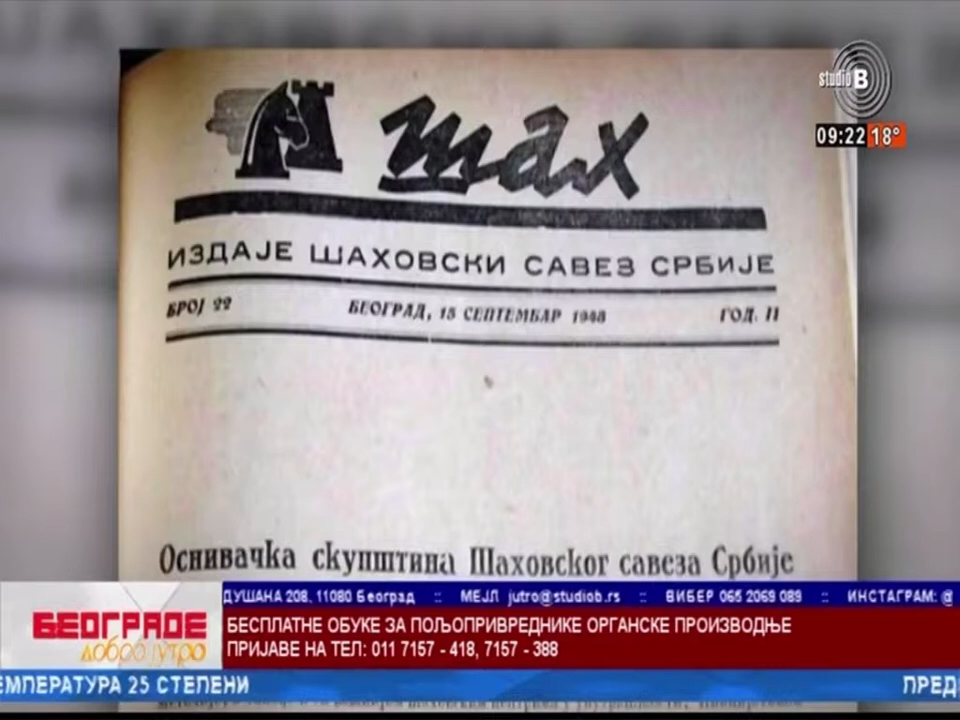 studio B
09:22 18°
шах
ИЗДАЈЕ ШАХОВСКИ САВЕЗ СРБИЈЕ
БРОЈ 22 БЕОГРАД, 15 СЕПТЕМБАР 1948 ГОД. II
Оснивачка скупштина Шаховског савеза Србије
ДУШАНА 208, 11080 Београд :: МЕЈЛ jutro@studiob.rs :: ВИБЕР 065 2069 089 :: ИНСТАГРАМ: @
БЕОГРАДЕ
добро јутро
БЕСПЛАТНЕ ОБУКЕ ЗА ПОЉОПРИВРЕДНИКЕ ОРГАНСКЕ ПРОИЗВОДЊЕ
ПРИЈАВЕ НА ТЕЛ: 011 7157 - 418, 7157 - 388
ЕМПЕРАТУРА 25 СТЕПЕНИ ПРЕД